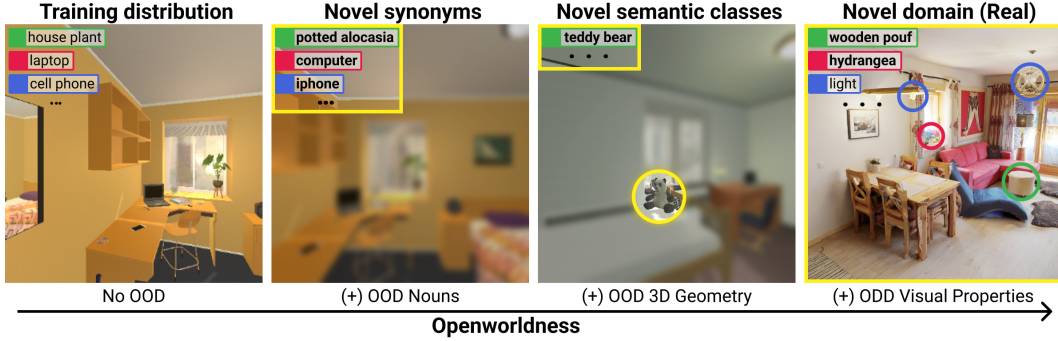 Training distribution
Novel synonyms
Novel semantic classes
Novel domain (Real)
house plant
laptop
cell phone
...
potted alocasia
computer
iphone
...
teddy bear
...
wooden pouf
hydrangea
light
...
No OOD
(+) OOD Nouns
(+) OOD 3D Geometry
(+) ODD Visual Properties
Openworldness